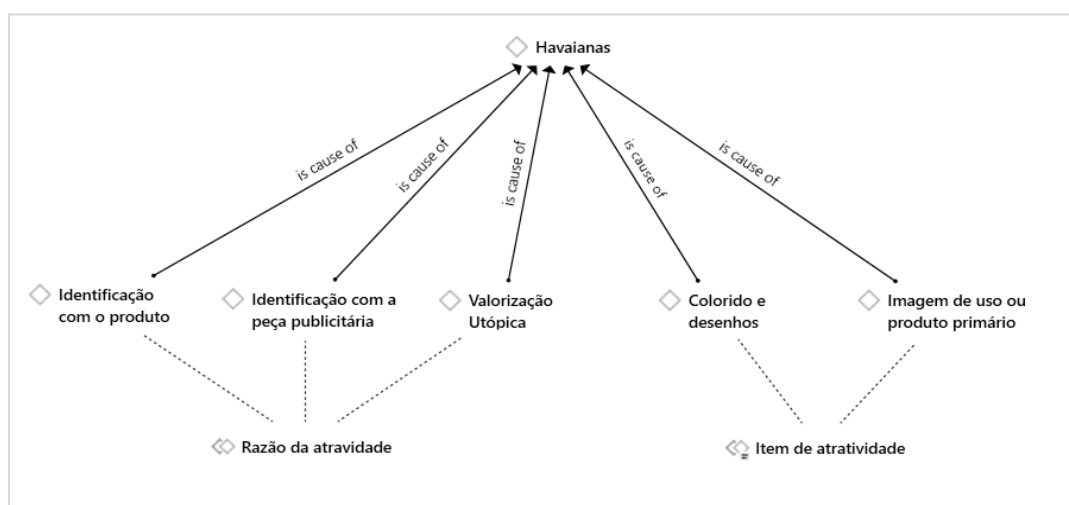 Havaianas
is cause of
is cause of
is cause of
is cause of
is cause of
Identificação
com o produto
Identificação com a
peça publicitária
Valorização
Utópica
Colorido e
desenhos
Imagem de uso ou
produto primário
Razão da atravidade
Item de atratividade